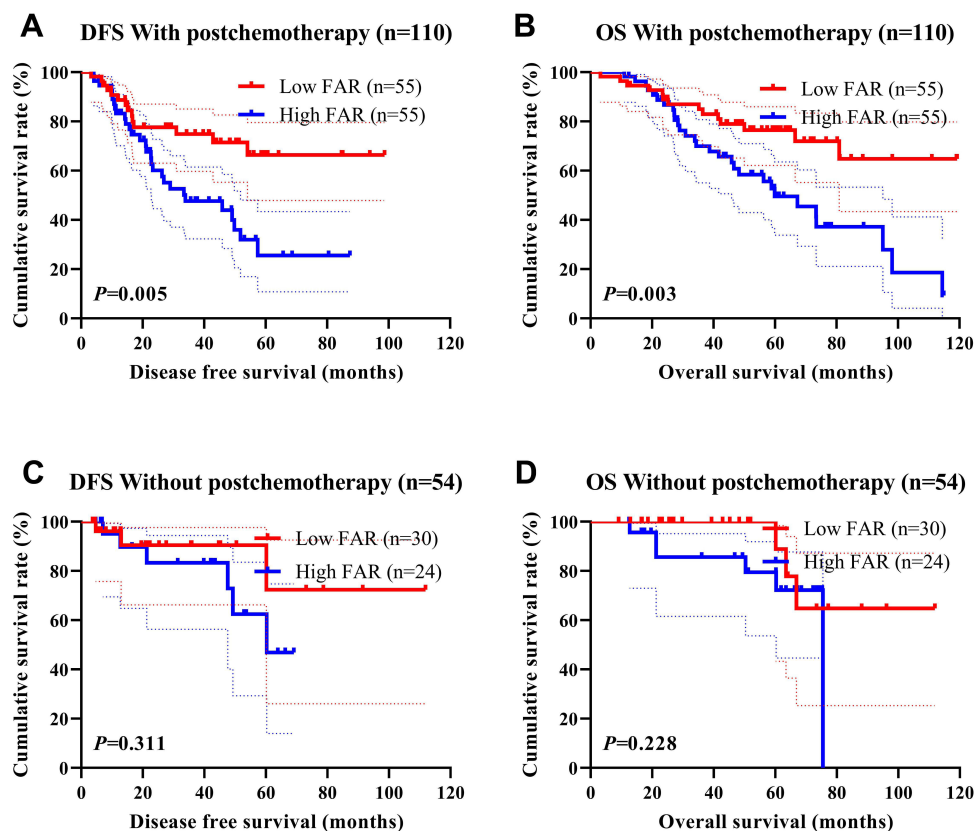 A
DFS With postchemotherapy (n=110)
Cumulative survival rate (%)
100
80
60
40
20
0
Low FAR (n=55)
High FAR (n=55)
P=0.005
0 20 40 60 80 100 120
Disease free survival (months)
B
OS With postchemotherapy (n=110)
Cumulative survival rate (%)
100
80
60
40
20
0
Low FAR (n=55)
High FAR (n=55)
P=0.003
0 20 40 60 80 100 120
Overall survival (months)
C
DFS Without postchemotherapy (n=54)
Cumulative survival rate (%)
100
80
60
40
20
0
Low FAR (n=30)
High FAR (n=24)
P=0.311
0 20 40 60 80 100 120
Disease free survival (months)
D
OS Without postchemotherapy (n=54)
Cumulative survival rate (%)
100
80
60
40
20
0
Low FAR (n=30)
High FAR (n=24)
P=0.228
0 20 40 60 80 100 120
Overall survival (months)